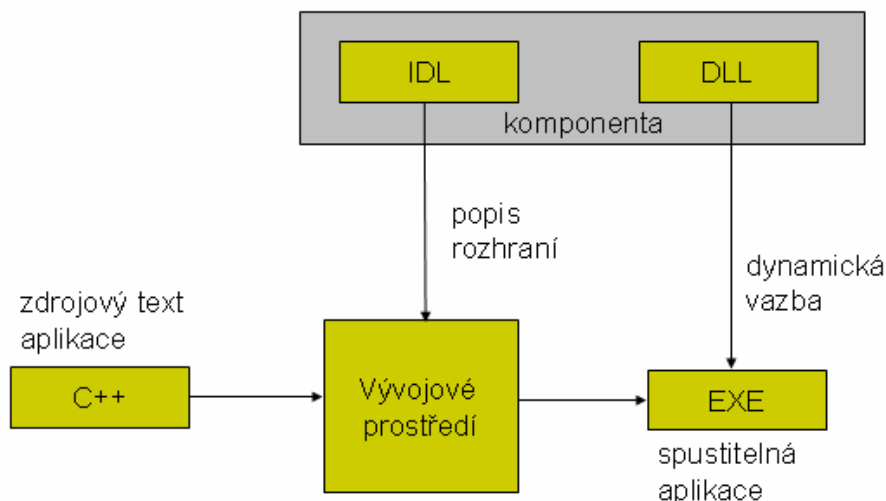 IDL
DLL
komponenta
popis
rozhraní
dynamická
vazba
zdrojový text
aplikace
C++
Vývojové
prostředí
EXE
spustitelná
aplikace